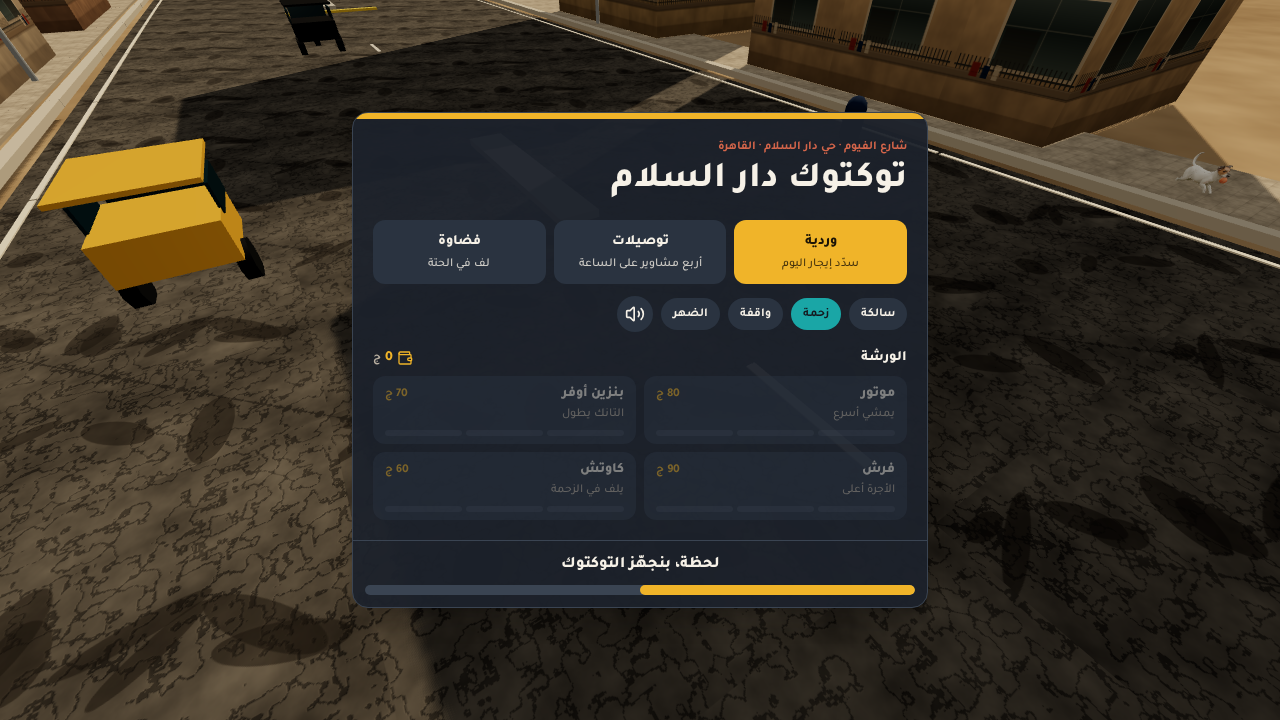 شارع الفيوم · حي دار السلام · القاهرة
توكتوك دار السلام
وردية
سدّد إيجار اليوم
توصيلات
أربع مشاوير على الساعة
فضاوة
لف في الحتة
سالكة
زحمة
واقفة
الضهر
الورشة
0 ج
موتور
80 ج
يمشي أسرع
بنزين أوفر
70 ج
التانك يطول
فرش
90 ج
الأجرة أعلى
كاوتش
60 ج
يلف في الزحمة
لحظة، بنجهّز التوكتوك